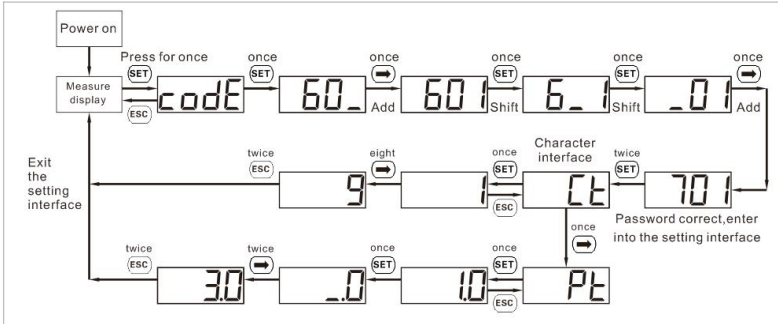 Power on
Press for once
once
once
once
once
once
SET
SET
➡
SET
SET
➡
Measure
display
codE
60_
601
6_1
_01
ESC
Add
Shift
Shift
Add
Exit
the
setting
interface
twice
ESC
eight
➡
once
SET
ESC
Character
interface
twice
SET
9
1
Ct
701
Password correct,enter
into the setting interface
once
➡
twice
ESC
twice
➡
once
SET
once
SET
ESC
3.0
_.0
1.0
Pt